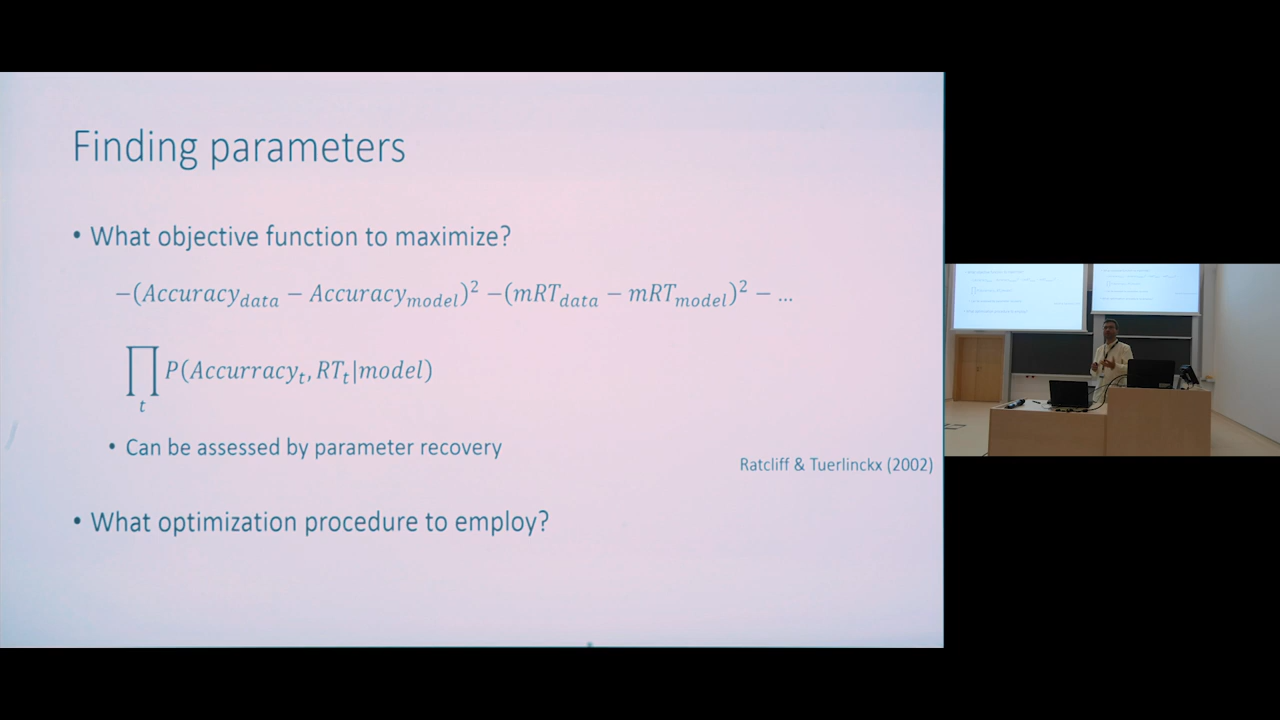 Finding parameters
• What objective function to maximize?
−(Accuracy_data − Accuracy_model)² −(mRT_data − mRT_model)² − ...
∏_t P(Accurracy_t, RT_t|model)
• Can be assessed by parameter recovery
Ratcliff & Tuerlinckx (2002)
• What optimization procedure to employ?